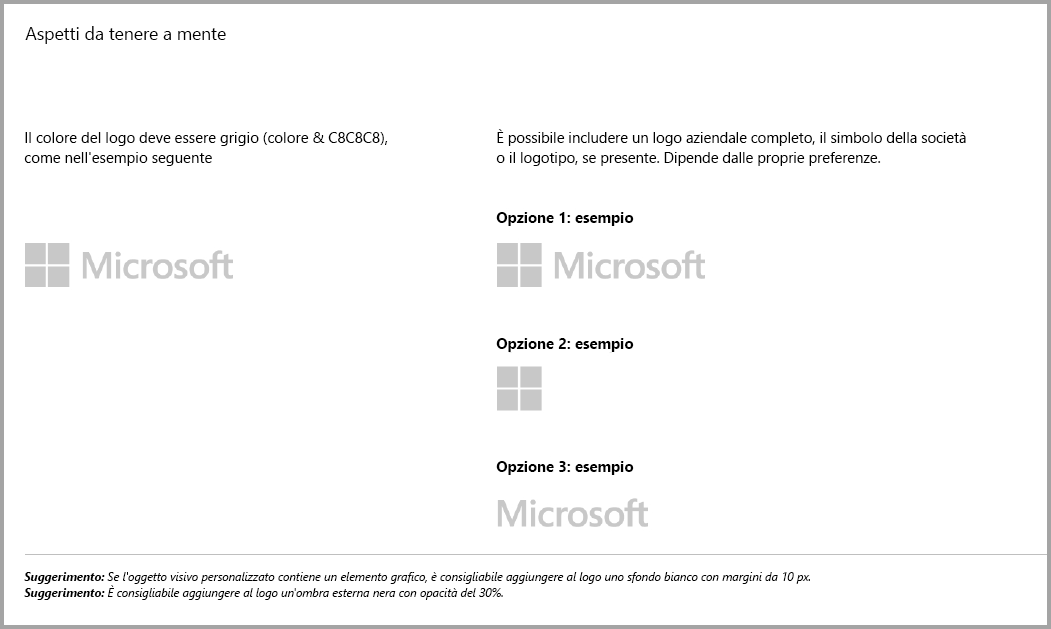 Aspetti da tenere a mente
Il colore del logo deve essere grigio (colore & C8C8C8),
come nell'esempio seguente
Microsoft
È possibile includere un logo aziendale completo, il simbolo della società
o il logotipo, se presente. Dipende dalle proprie preferenze.
Opzione 1: esempio
Microsoft
Opzione 2: esempio
Opzione 3: esempio
Microsoft
Suggerimento: Se l'oggetto visivo personalizzato contiene un elemento grafico, è consigliabile aggiungere al logo uno sfondo bianco con margini da 10 px.
Suggerimento: È consigliabile aggiungere al logo un'ombra esterna nera con opacità del 30%.